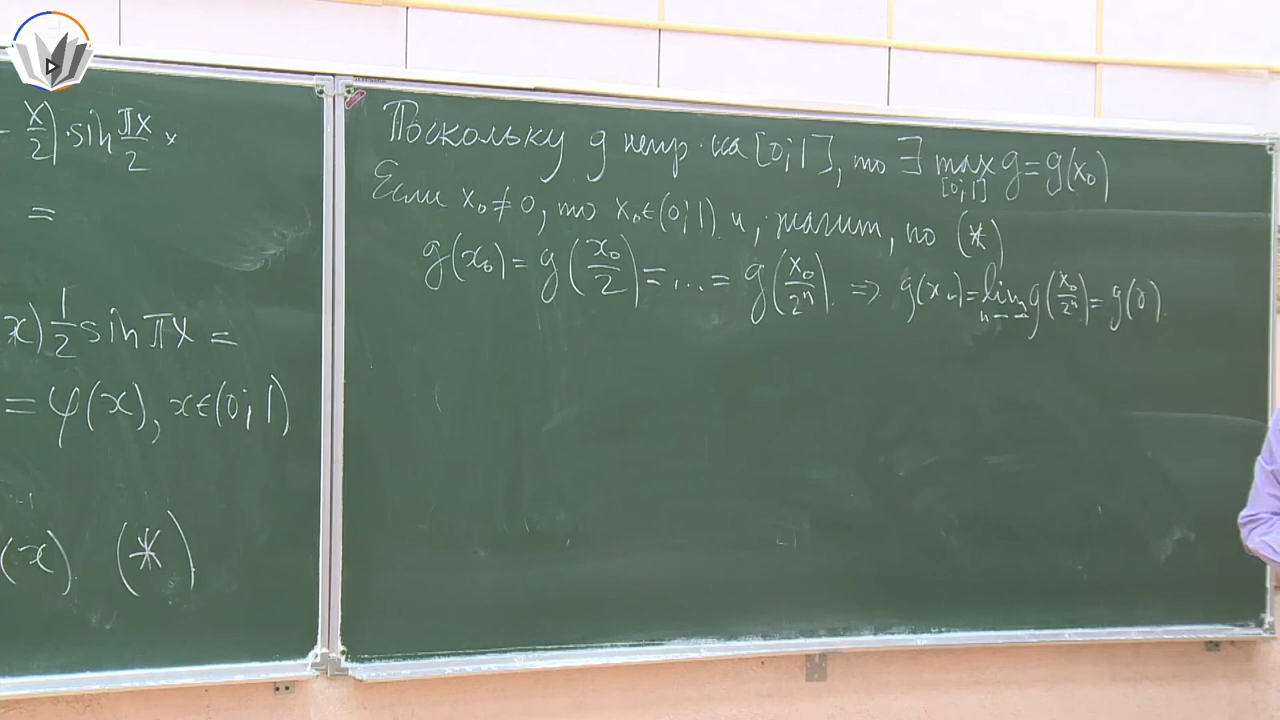 - x/2)·sin πx/2 ×
=
x) 1/2 sin πx =
= φ(x), x∈(0;1)
(x) (*)
Поскольку g непр. на [0;1], то ∃ max g = g(x₀)
[0;1]
Если x₀ ≠ 0, то x₀∈(0;1) и, значит, по (*)
g(x₀) = g(x₀/2) = ... = g(x₀/2ⁿ) ⇒ g(x₀) = lim g(x₀/2ⁿ) = g(0).